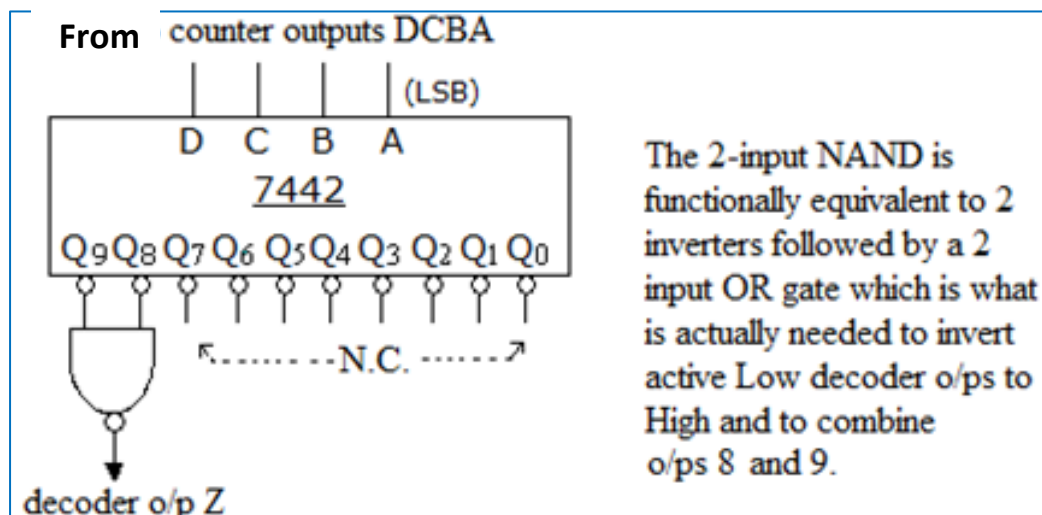 From counter outputs DCBA
(LSB)
D C B A
7442
Q9 Q8 Q7 Q6 Q5 Q4 Q3 Q2 Q1 Q0
N.C.
decoder o/p Z
The 2-input NAND is
functionally equivalent to 2
inverters followed by a 2
input OR gate which is what
is actually needed to invert
active Low decoder o/ps to
High and to combine
o/ps 8 and 9.